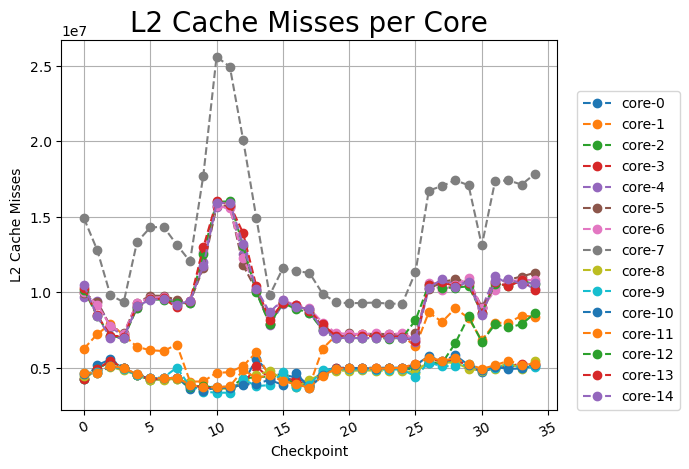 L2 Cache Misses per Core
1e7
2.5
2.0
1.5
1.0
0.5
L2 Cache Misses
0
5
10
15
20
25
30
35
Checkpoint
core-0
core-1
core-2
core-3
core-4
core-5
core-6
core-7
core-8
core-9
core-10
core-11
core-12
core-13
core-14